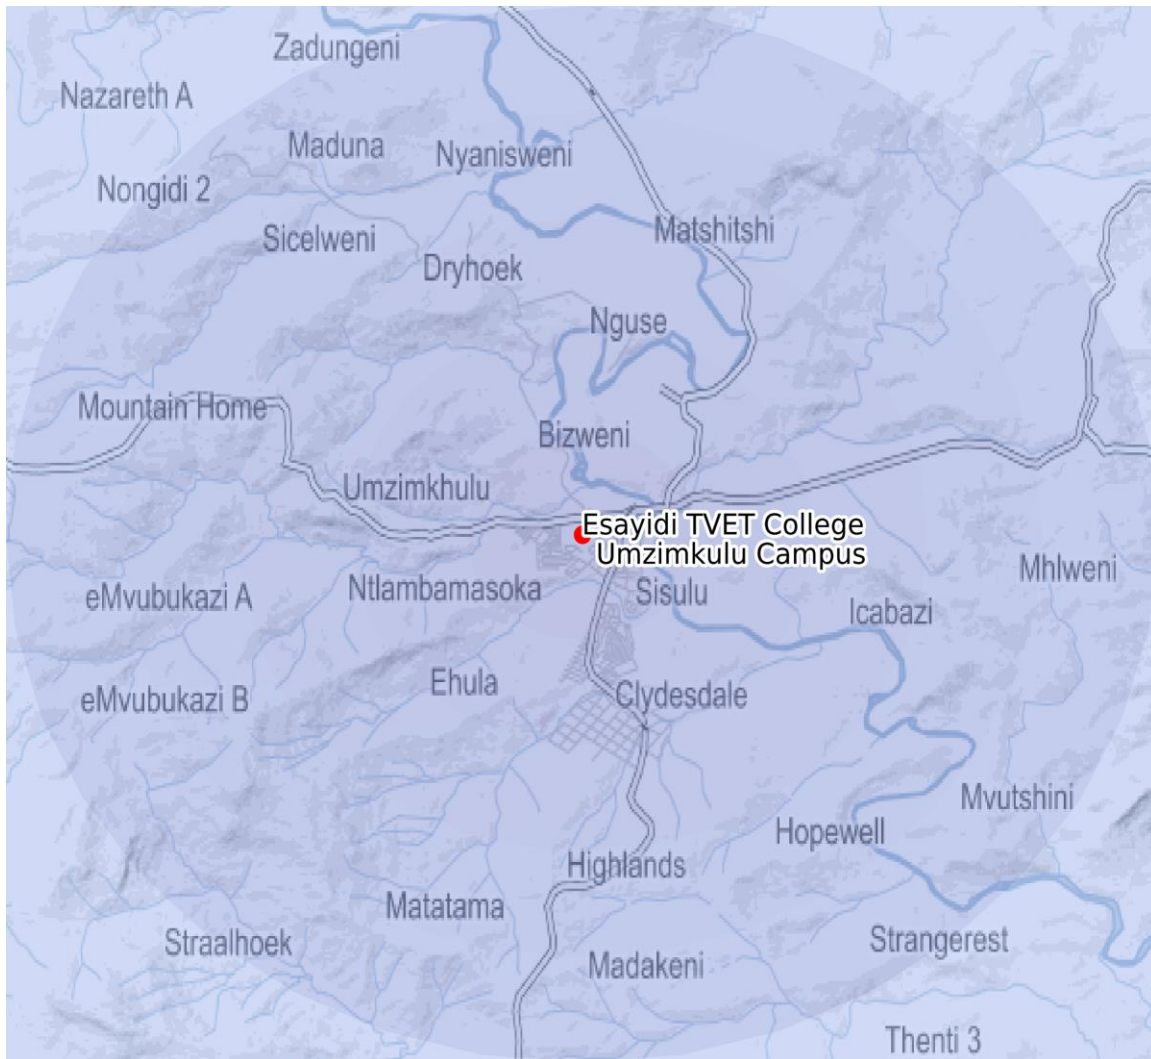 Zadungeni
Nazareth A
Maduna
Nyanisweni
Nongidi 2
Sicelweni
Matshitshi
Dryhoek
Nguse
Mountain Home
Bizweni
Umzimkhulu
Esayidi TVET College
Umzimkulu Campus
Mhlweni
Ntlambamasoka
Sisulu
eMvubukazi A
Icabazi
Ehula
Clydesdale
eMvubukazi B
Mvutshini
Hopewell
Highlands
Matatama
Straalhoek
Strangerest
Madakeni
Thenti 3